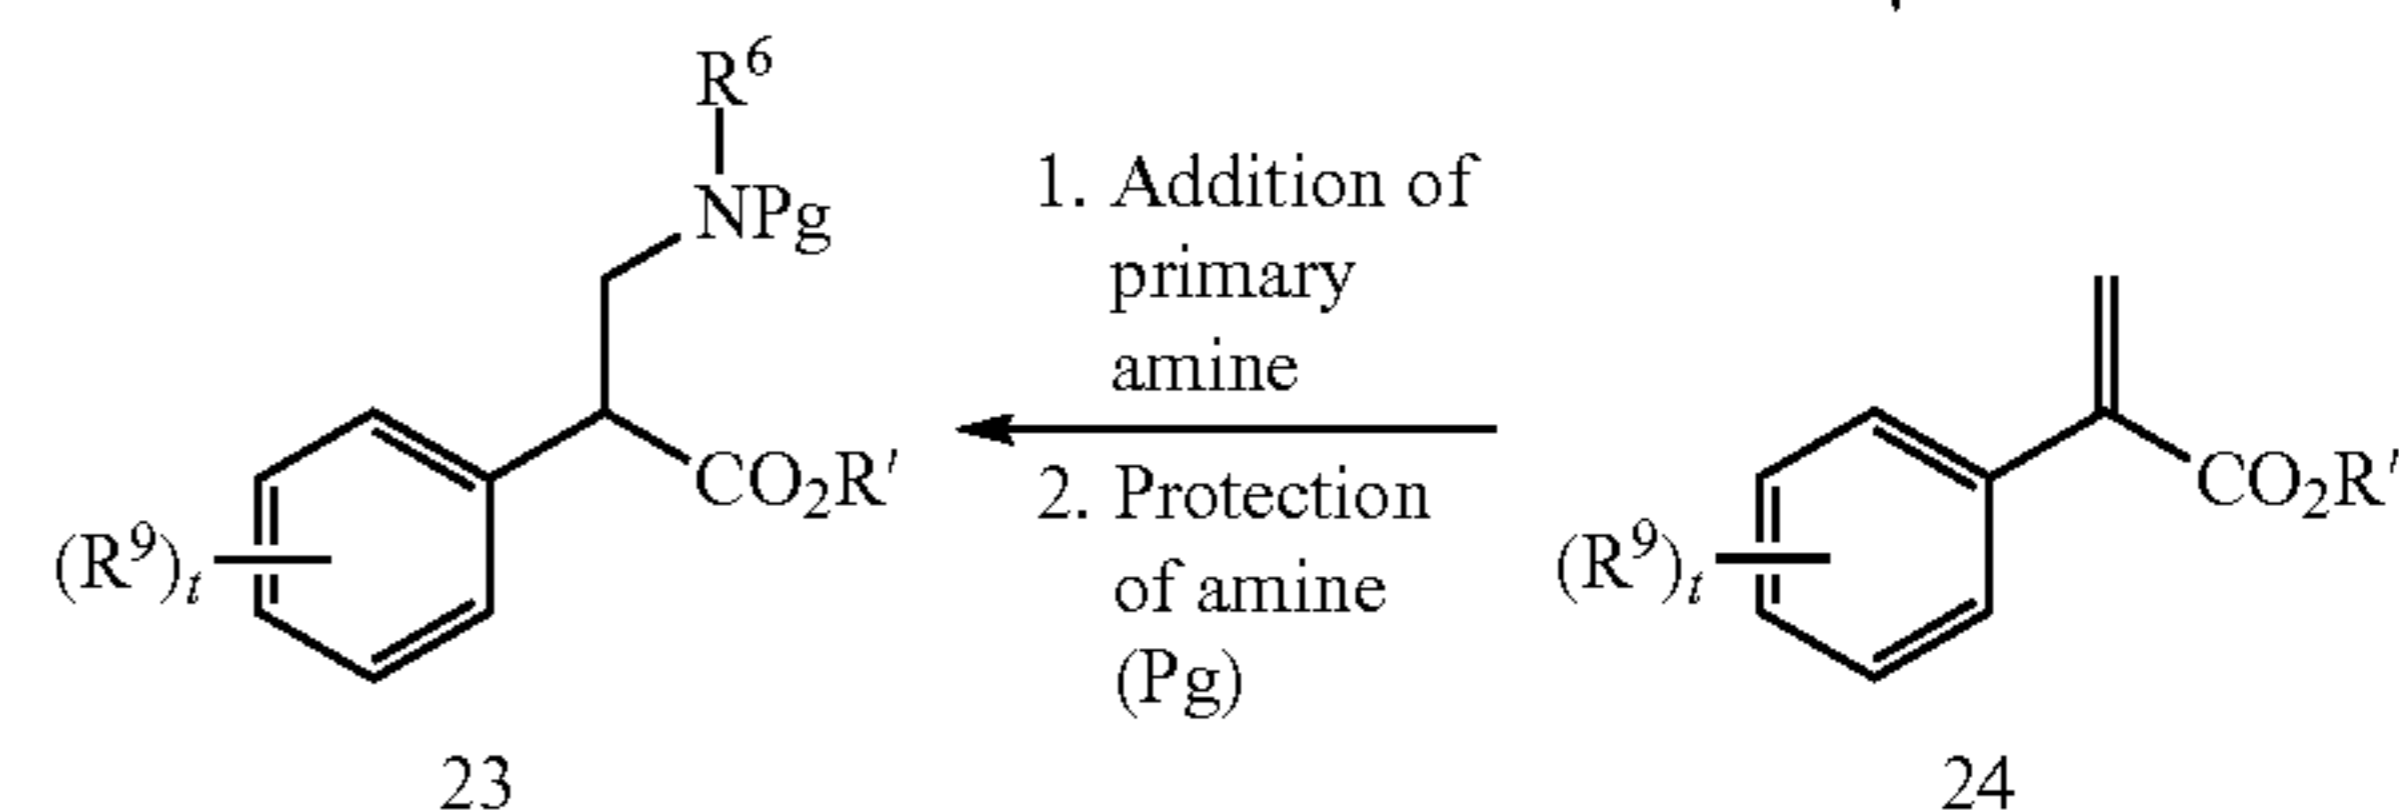 R⁶
NPg
1. Addition of
primary
amine
CO₂R'
(R⁹)ₜ
2. Protection
of amine
(Pg)
CO₂R'
(R⁹)ₜ
23
24